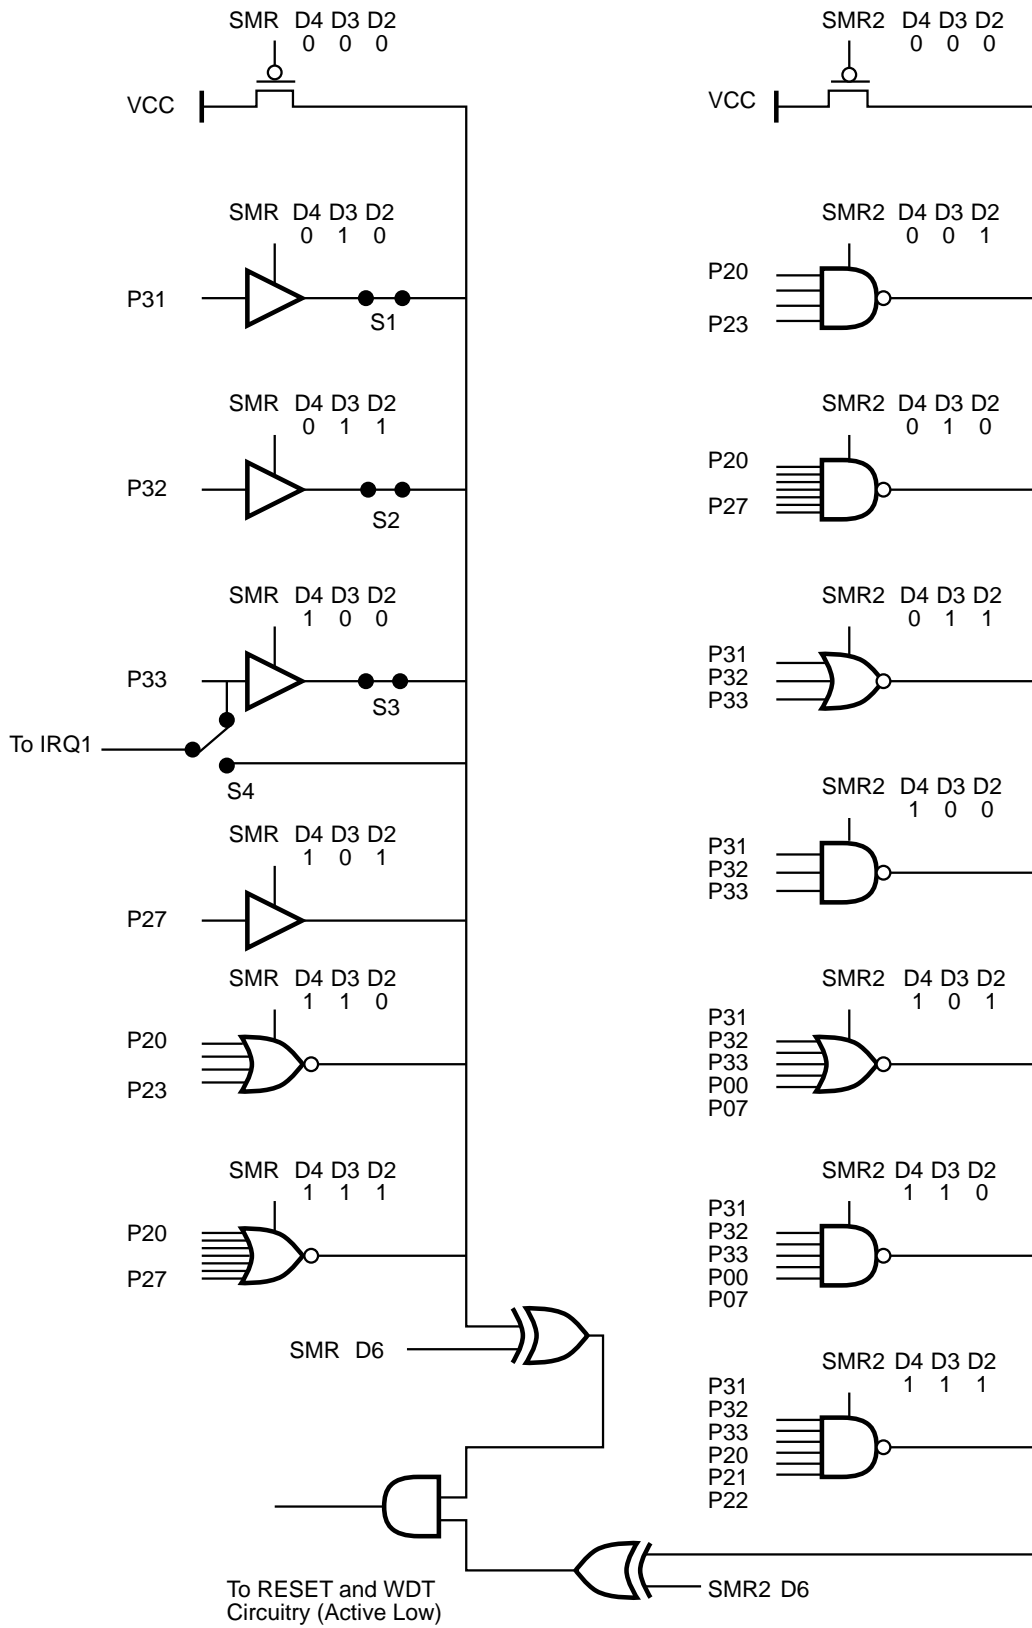 SMR D4 D3 D2
0 0 0
VCC
SMR D4 D3 D2
0 1 0
P31
S1
SMR D4 D3 D2
0 1 1
P32
S2
SMR D4 D3 D2
1 0 0
P33
S3
To IRQ1
S4
SMR D4 D3 D2
1 0 1
P27
SMR D4 D3 D2
1 1 0
P20
P23
SMR D4 D3 D2
1 1 1
P20
P27
SMR D6
To RESET and WDT
Circuitry (Active Low)
SMR2 D4 D3 D2
0 0 0
VCC
SMR2 D4 D3 D2
0 0 1
P20
P23
SMR2 D4 D3 D2
0 1 0
P20
P27
SMR2 D4 D3 D2
0 1 1
P31
P32
P33
SMR2 D4 D3 D2
1 0 0
P31
P32
P33
SMR2 D4 D3 D2
1 0 1
P31
P32
P33
P00
P07
SMR2 D4 D3 D2
1 1 0
P31
P32
P33
P00
P07
SMR2 D4 D3 D2
1 1 1
P31
P32
P33
P20
P21
P22
SMR2 D6